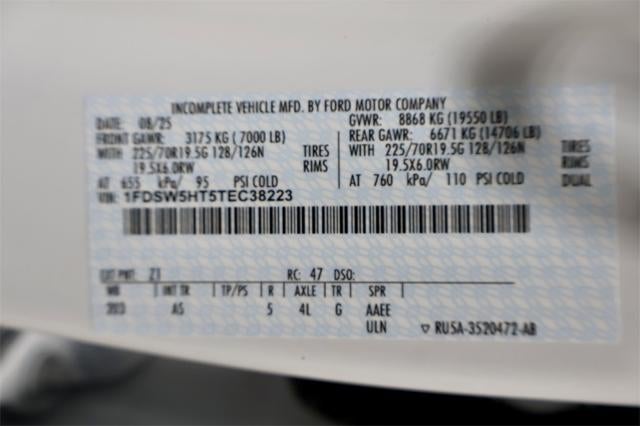 INCOMPLETE VEHICLE MFD. BY FORD MOTOR COMPANY
DATE: 08/25 GVWR: 8868 KG (19550 LB)
FRONT GAWR: 3175 KG (7000 LB) REAR GAWR: 6671 KG (14706 LB)
WITH 225/70R19.5G 128/126N TIRES WITH 225/70R19.5G 128/126N TIRES
19.5X6.0RW RIMS 19.5X6.0RW RIMS
AT 655 kPa/ 95 PSI COLD AT 760 kPa/ 110 PSI COLD DUAL
VIN: 1FDSW5HT5TEC38223
EXT PNT: Z1 RC: 47 DSO:
WB INT TR TP/PS R AXLE TR SPR
203 AS 5 4L G AAEE
ULN ▽ RU5A-3520472-AB